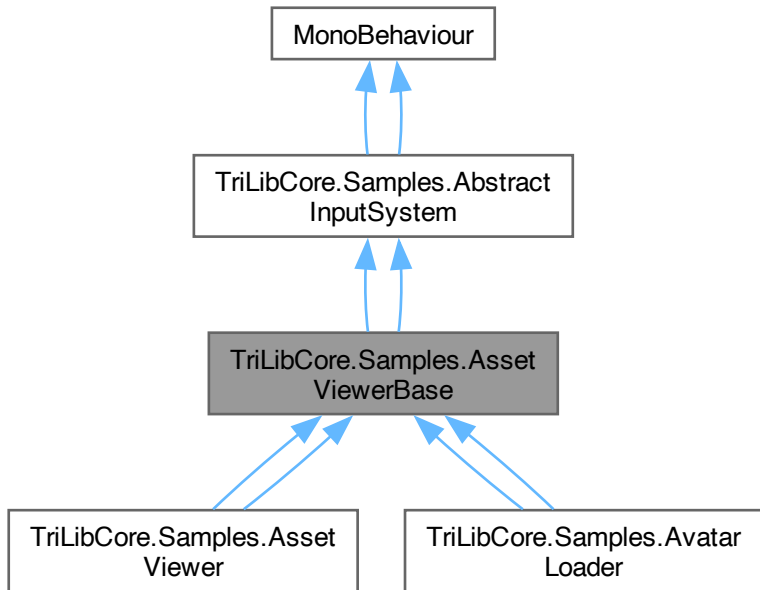 MonoBehaviour
TriLibCore.Samples.Abstract
InputSystem
TriLibCore.Samples.Asset
ViewerBase
TriLibCore.Samples.Asset
Viewer
TriLibCore.Samples.Avatar
Loader